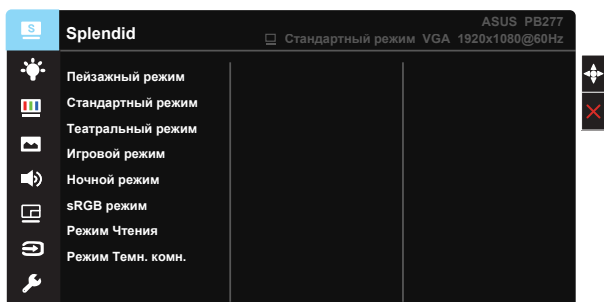 S
Splendid
ASUS PB277
Стандартный режим VGA 1920x1080@60Hz
Пейзажный режим
Стандартный режим
Театральный режим
Игровой режим
Ночной режим
sRGB режим
Режим Чтения
Режим Темн. комн.